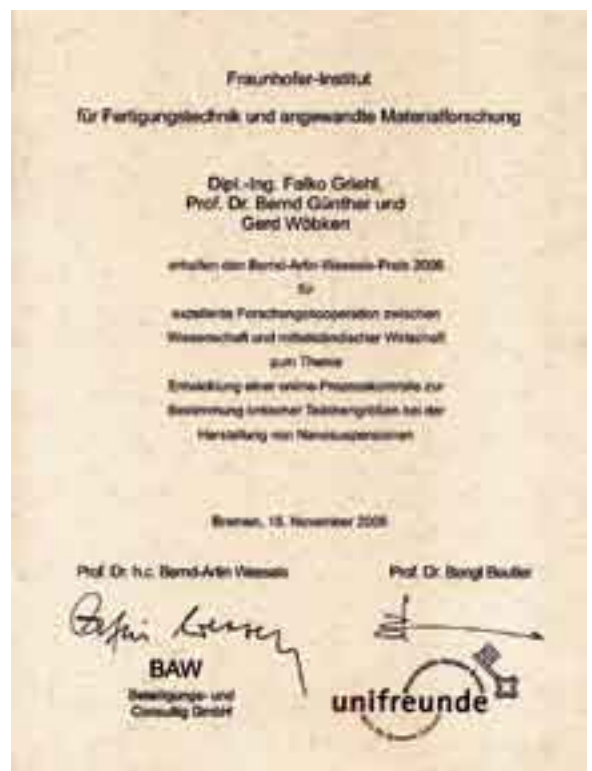 Fraunhofer-Institut
für Fertigungstechnik und angewandte Materialforschung
Dipl.-Ing. Falko Griehl,
Prof. Dr. Bernd Günther und
Gerd Wöbken
erhalten den Bernd-Artin-Wessels-Preis 2006
für
exzellente Forschungskooperation zwischen
Wissenschaft und mittelständischer Wirtschaft
zum Thema
Entwicklung einer online-Prozesskontrolle zur
Bestimmung kritischer Teilchengrößen bei der
Herstellung von Nanosuspensionen
Bremen, November 2006
Prof. Dr. h.c. Bernd-Artin Wessels
Prof. Dr. Bengt Beutler
BAW
Beteiligungs- und
Consulting GmbH
unifreunde